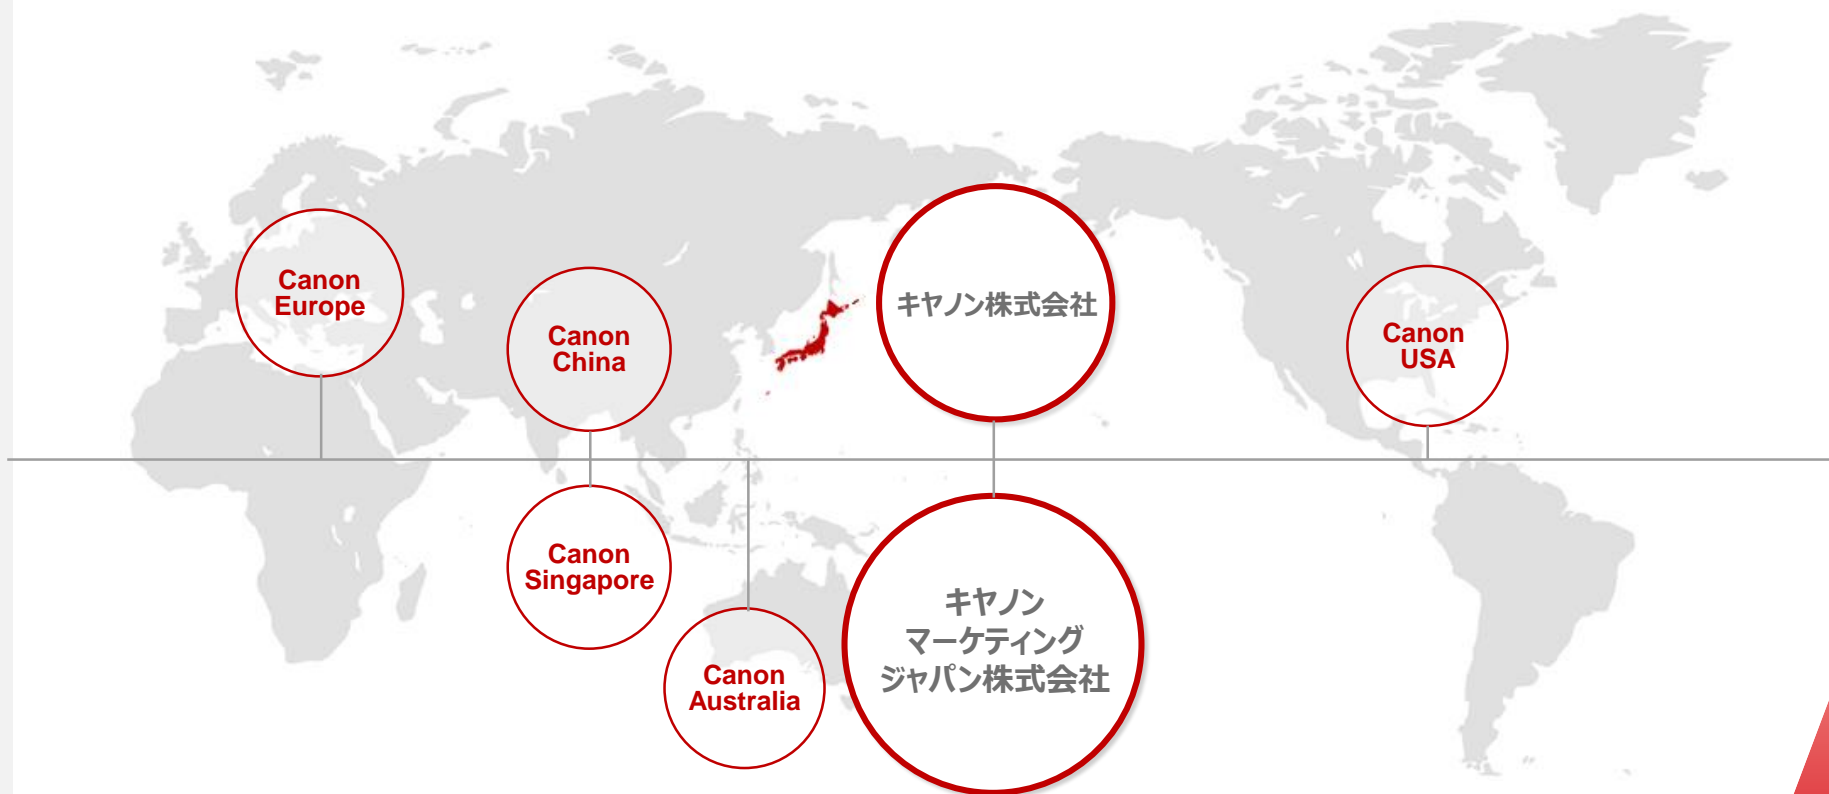 Canon
Europe
Canon
China
キヤノン株式会社
Canon
USA
Canon
Singapore
Canon
Australia
キヤノン
マーケティング
ジャパン株式会社